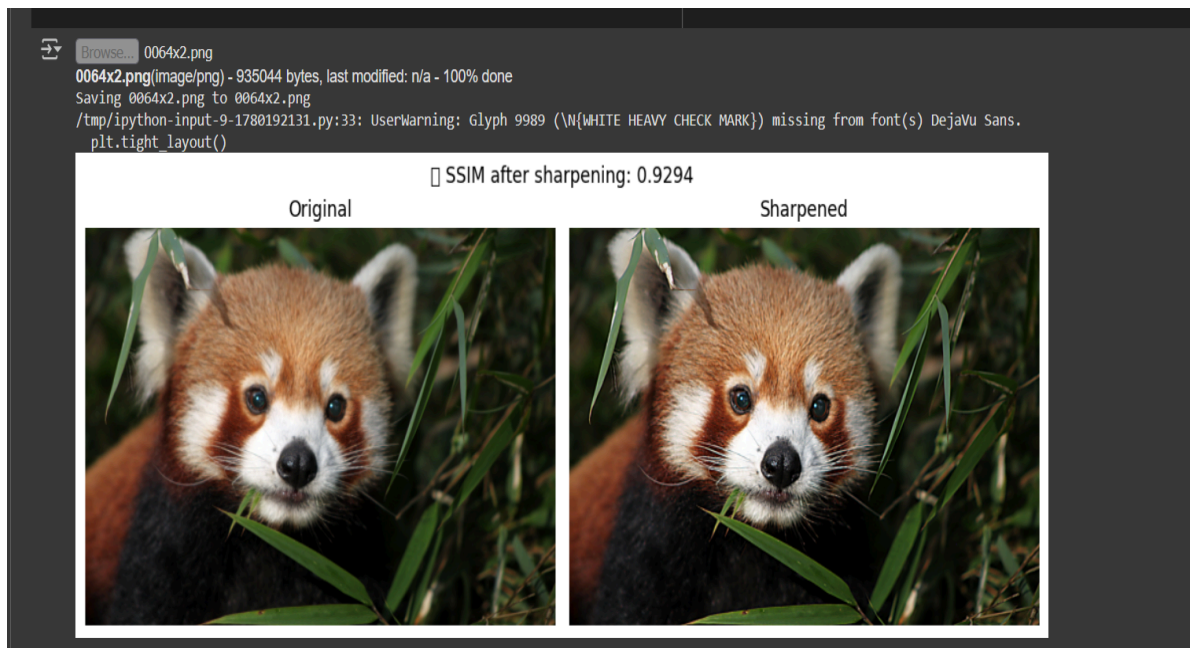 Browse... 0064x2.png
0064x2.png(image/png) - 935044 bytes, last modified: n/a - 100% done
Saving 0064x2.png to 0064x2.png
/tmp/ipython-input-9-1780192131.py:33: UserWarning: Glyph 9989 (\N{WHITE HEAVY CHECK MARK}) missing from font(s) DejaVu Sans.
plt.tight_layout()
▯ SSIM after sharpening: 0.9294
Original Sharpened